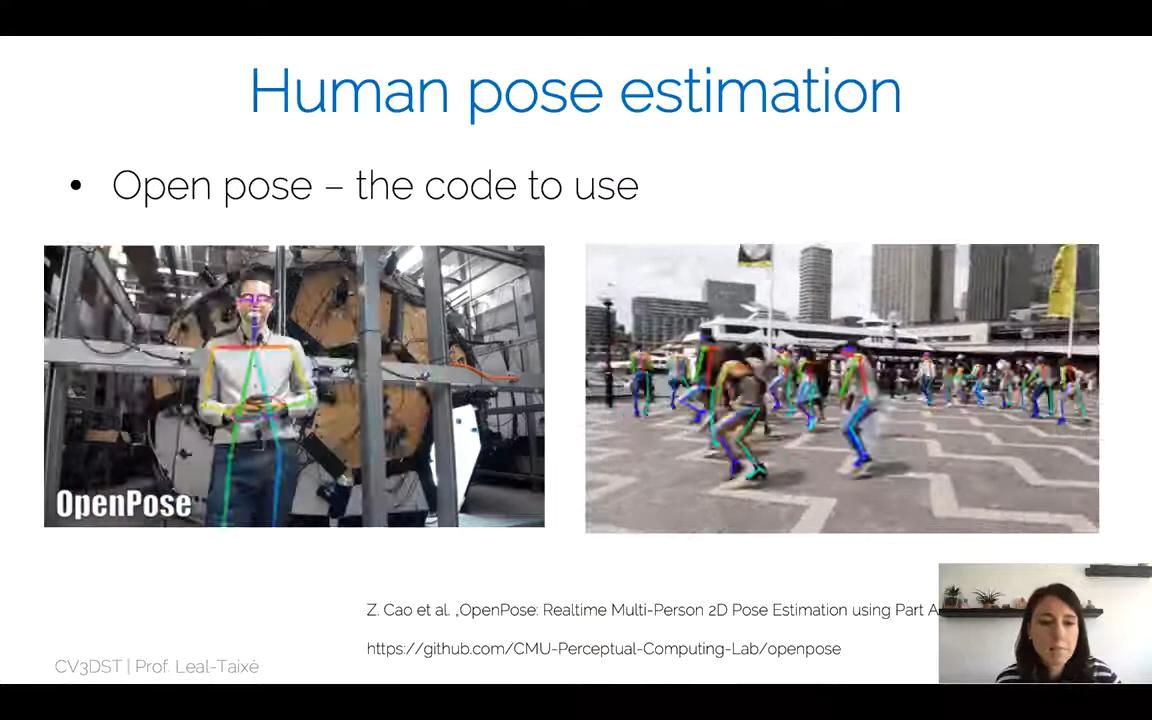 Human pose estimation
• Open pose – the code to use
OpenPose
Z. Cao et al. „OpenPose: Realtime Multi-Person 2D Pose Estimation using Part A
https://github.com/CMU-Perceptual-Computing-Lab/openpose
CV3DST | Prof. Leal-Taixé